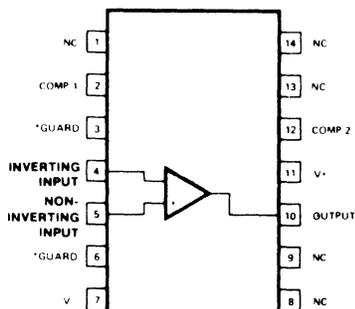 NC 1
COMP 1 2
*GUARD 3
INVERTING
INPUT 4
NON-
INVERTING
INPUT 5
*GUARD 6
V 7
14 NC
13 NC
12 COMP 2
11 V+
10 OUTPUT
9 NC
8 NC